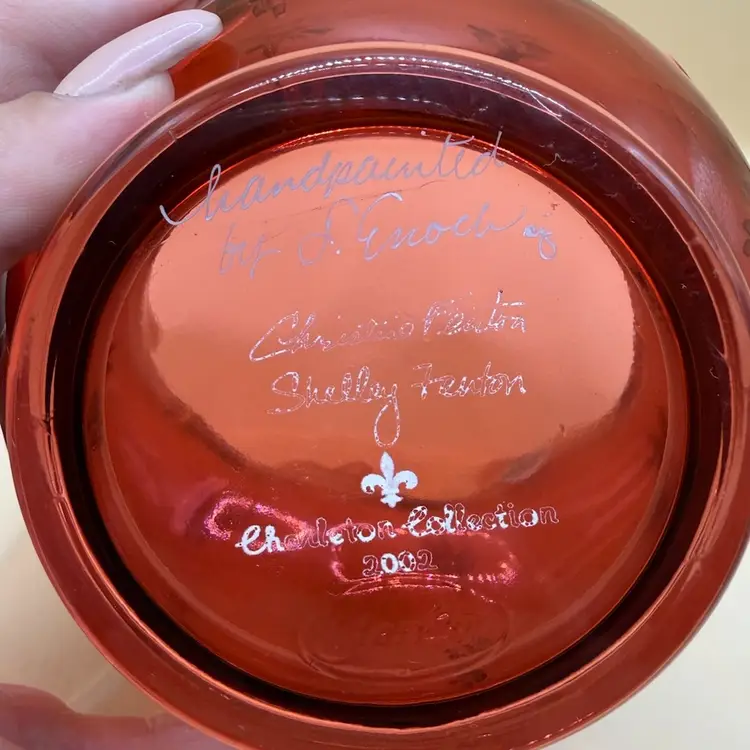 handpainted
by J. Enoch
Christine Fenton
Shelley Fenton
Charleton Collection
2002